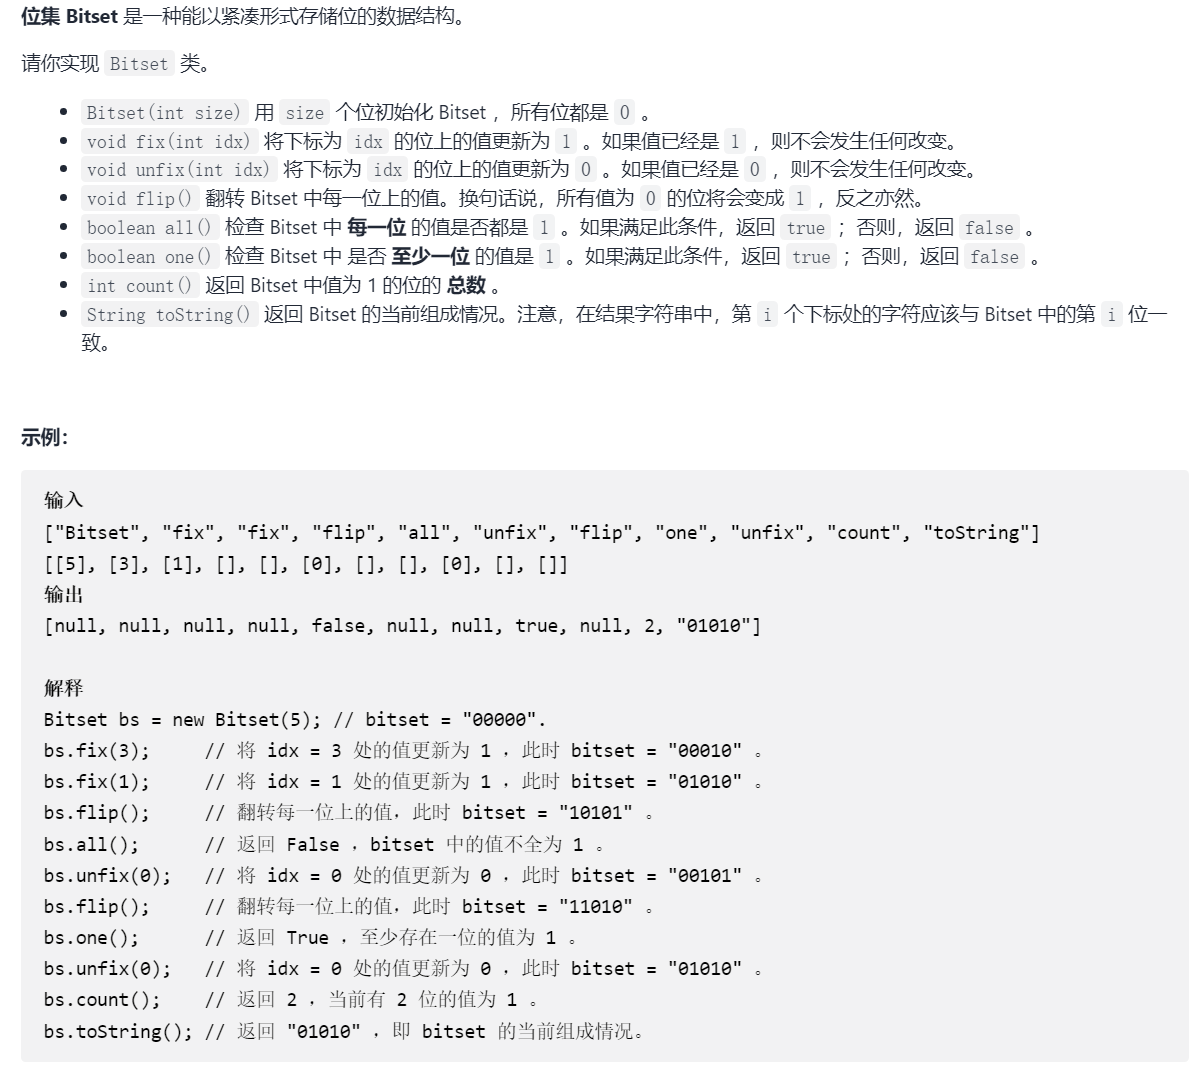 位集 Bitset 是一种能以紧凑形式存储位的数据结构。
请你实现 Bitset 类。
Bitset(int size) 用 size 个位初始化 Bitset ，所有位都是 0 。
void fix(int idx) 将下标为 idx 的位上的值更新为 1 。如果值已经是 1 ，则不会发生任何改变。
void unfix(int idx) 将下标为 idx 的位上的值更新为 0 。如果值已经是 0 ，则不会发生任何改变。
void flip() 翻转 Bitset 中每一位上的值。换句话说，所有值为 0 的位将会变成 1 ，反之亦然。
boolean all() 检查 Bitset 中 每一位 的值是否都是 1 。如果满足此条件，返回 true ；否则，返回 false 。
boolean one() 检查 Bitset 中 是否 至少一位 的值是 1 。如果满足此条件，返回 true ；否则，返回 false 。
int count() 返回 Bitset 中值为 1 的位的 总数 。
String toString() 返回 Bitset 的当前组成情况。注意，在结果字符串中，第 i 个下标处的字符应该与 Bitset 中的第 i 位一
致。
示例：
输入
["Bitset", "fix", "fix", "flip", "all", "unfix", "flip", "one", "unfix", "count", "toString"]
[[5], [3], [1], [], [], [0], [], [], [0], [], []]
输出
[null, null, null, null, false, null, null, true, null, 2, "01010"]
解释
Bitset bs = new Bitset(5); // bitset = "00000".
bs.fix(3);     // 将 idx = 3 处的值更新为 1 ，此时 bitset = "00010" 。
bs.fix(1);     // 将 idx = 1 处的值更新为 1 ，此时 bitset = "01010" 。
bs.flip();     // 翻转每一位上的值，此时 bitset = "10101" 。
bs.all();      // 返回 False ，bitset 中的值不全为 1 。
bs.unfix(0);   // 将 idx = 0 处的值更新为 0 ，此时 bitset = "00101" 。
bs.flip();     // 翻转每一位上的值，此时 bitset = "11010" 。
bs.one();      // 返回 True ，至少存在一位的值为 1 。
bs.unfix(0);   // 将 idx = 0 处的值更新为 0 ，此时 bitset = "01010" 。
bs.count();    // 返回 2 ，当前有 2 位的值为 1 。
bs.toString(); // 返回 "01010" ，即 bitset 的当前组成情况。